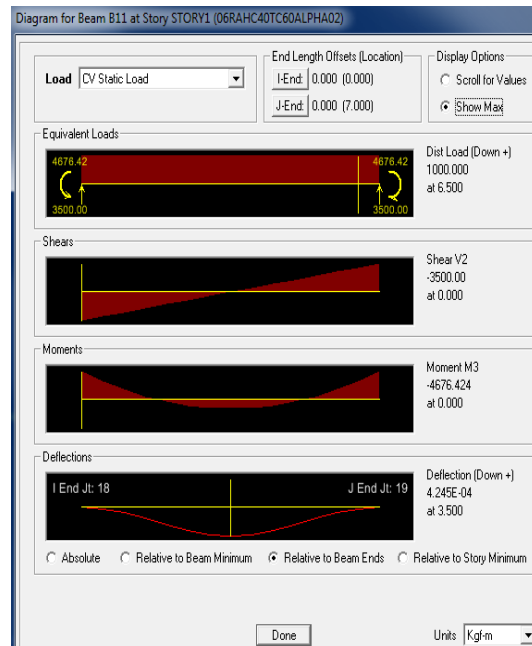 Diagram for Beam B11 at Story STORY1 (06RAHC40TC60ALPHA02)
Load CV Static Load
End Length Offsets (Location)
I-End: 0.000 (0.000)
J-End: 0.000 (7.000)
Display Options
Scroll for Values
Show Max
Equivalent Loads
4676.42 4676.42
3500.00 3500.00
Dist Load (Down +)
1000.000
at 6.500
Shears
Shear V2
-3500.00
at 0.000
Moments
Moment M3
-4676.424
at 0.000
Deflections
I End Jt: 18 J End Jt: 19
Deflection (Down +)
4.245E-04
at 3.500
Absolute Relative to Beam Minimum Relative to Beam Ends Relative to Story Minimum
Done Units Kgf-m